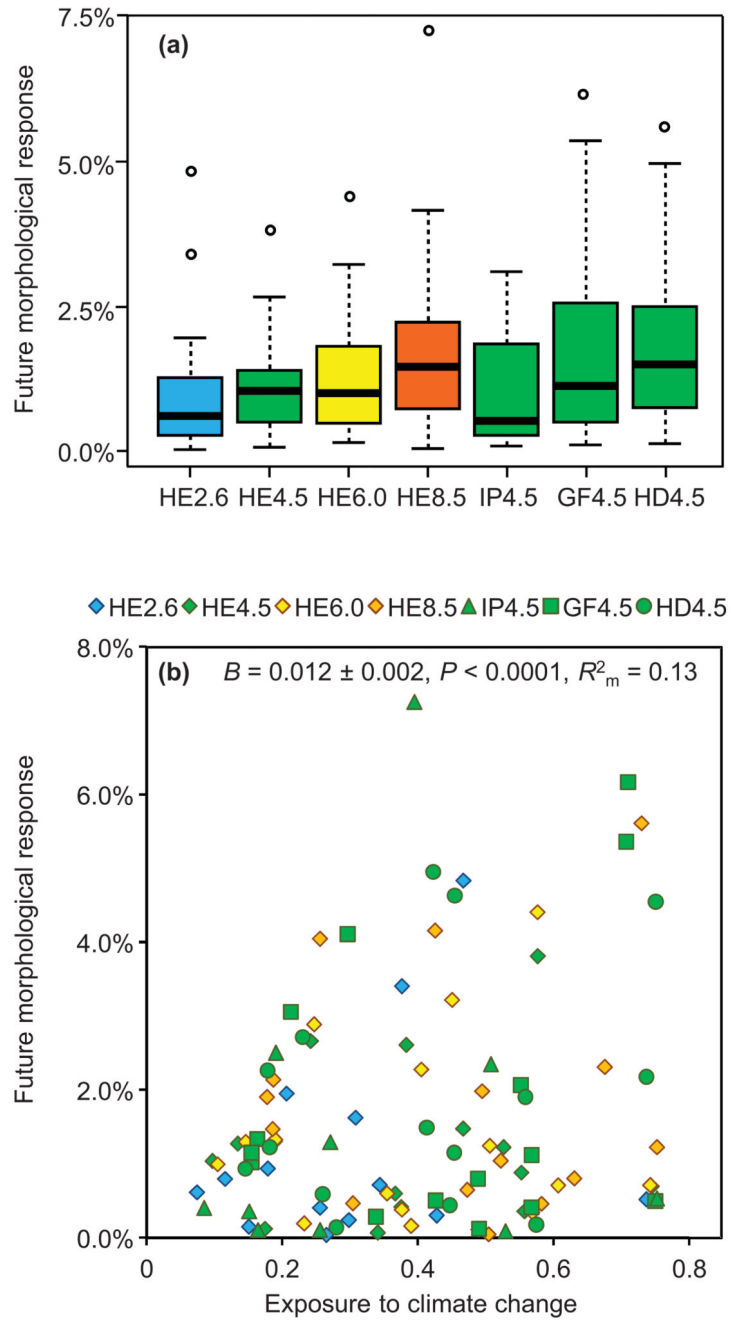 7.5%
(a)
5.0%
2.5%
0.0%
Future morphological response
HE2.6 HE4.5 HE6.0 HE8.5 IP4.5 GF4.5 HD4.5
HE2.6 HE4.5 HE6.0 HE8.5 IP4.5 GF4.5 HD4.5
8.0%
(b) B = 0.012 ± 0.002, P < 0.0001, R²m = 0.13
6.0%
4.0%
2.0%
0.0%
Future morphological response
0 0.2 0.4 0.6 0.8
Exposure to climate change